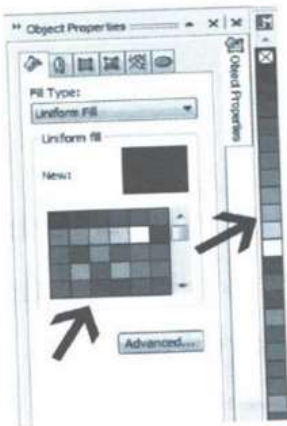 Object Properties
Object Properties
Fill Type:
Uniform Fill
Uniform fill
New:
Advanced...